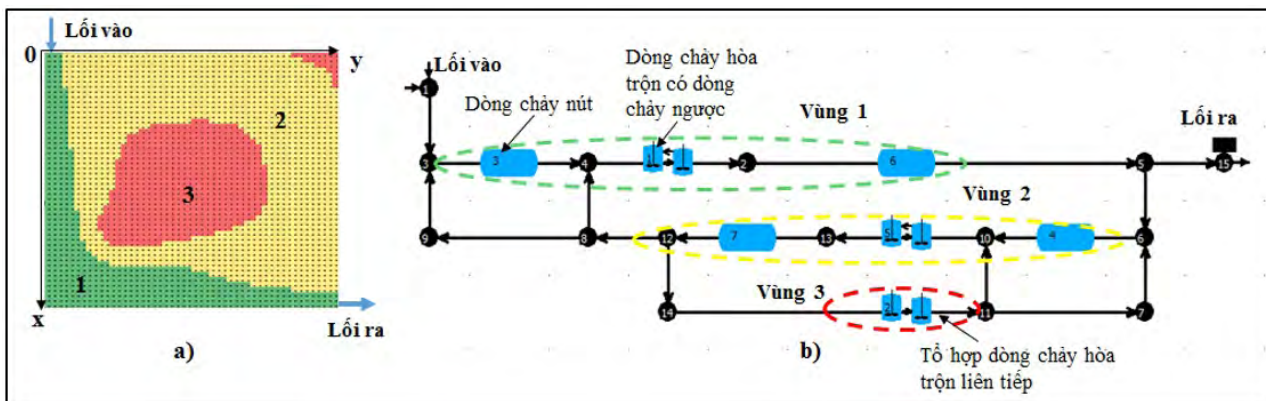 Lối vào
0
y
2
3
1
x
Lối ra
a)
Lối vào
Dòng chảy hòa
trộn có dòng
chảy ngược
Dòng chảy nút
Vùng 1
Lối ra
1
3
3
4
1
2
6
5
15
Vùng 2
9
8
12
7
13
5
10
4
6
Vùng 3
14
2
11
7
Tổ hợp dòng chảy hòa
trộn liên tiếp
b)